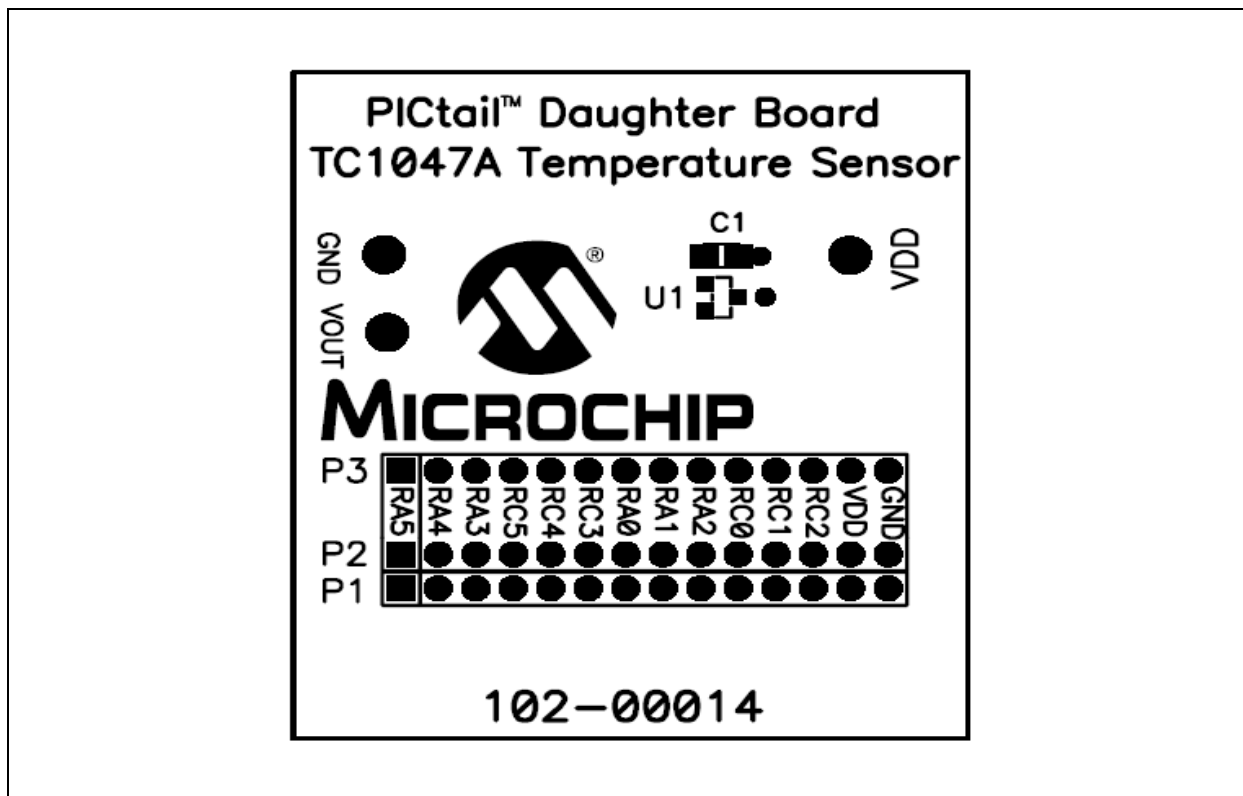 PICtail™ Daughter Board
TC1047A Temperature Sensor
C1
GND
VDD
®
U1
VOUT
MICROCHIP
P3
RA5 RA4 RA3 RC5 RC4 RC3 RA0 RA1 RA2 RC0 RC1 RC2 VDD GND
P2
P1
102-00014